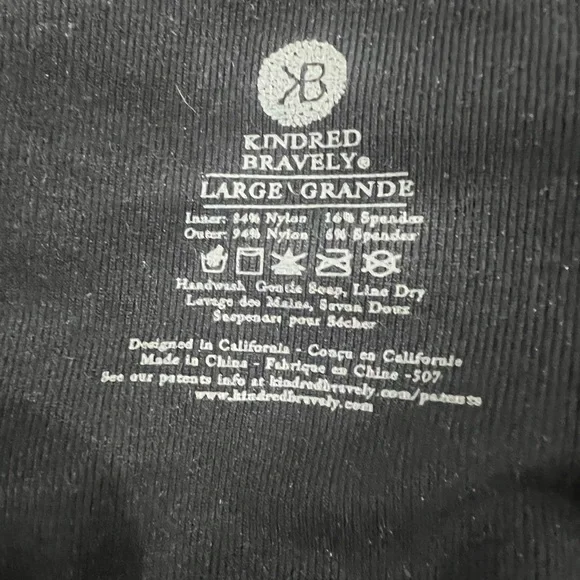 KB
KINDRED
BRAVELY®
LARGE \ GRANDE
Inner: 84% Nylon 16% Spandex
Outer: 94% Nylon 6% Spandex
Handwash, Gentle Soap, Line Dry
Lavage des Mains, Savon Doux
Suspendre pour Sécher
Designed in California - Conçu en Californie
Made in China - Fabrique en Chine -507
See our patents info at kindredbravely.com/patents
www.kindredbravely.com